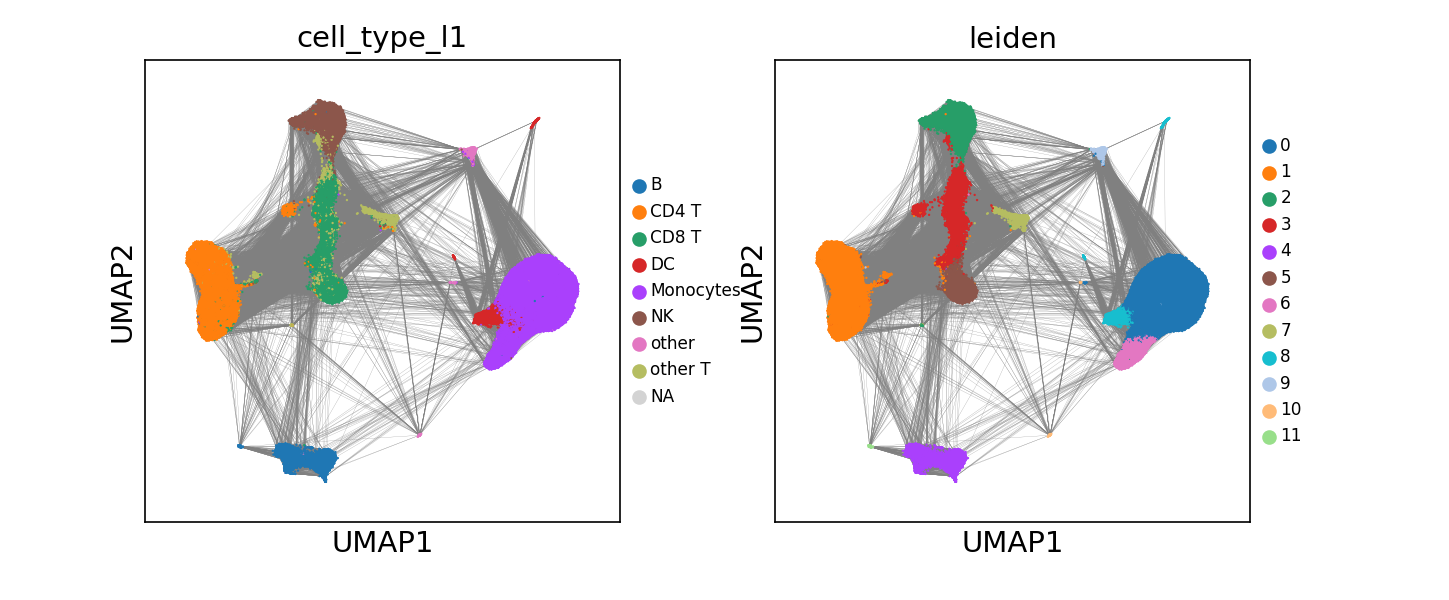 cell_type_l1
UMAP2
UMAP1
B
CD4 T
CD8 T
DC
Monocytes
NK
other
other T
NA
leiden
UMAP2
UMAP1
0
1
2
3
4
5
6
7
8
9
10
11